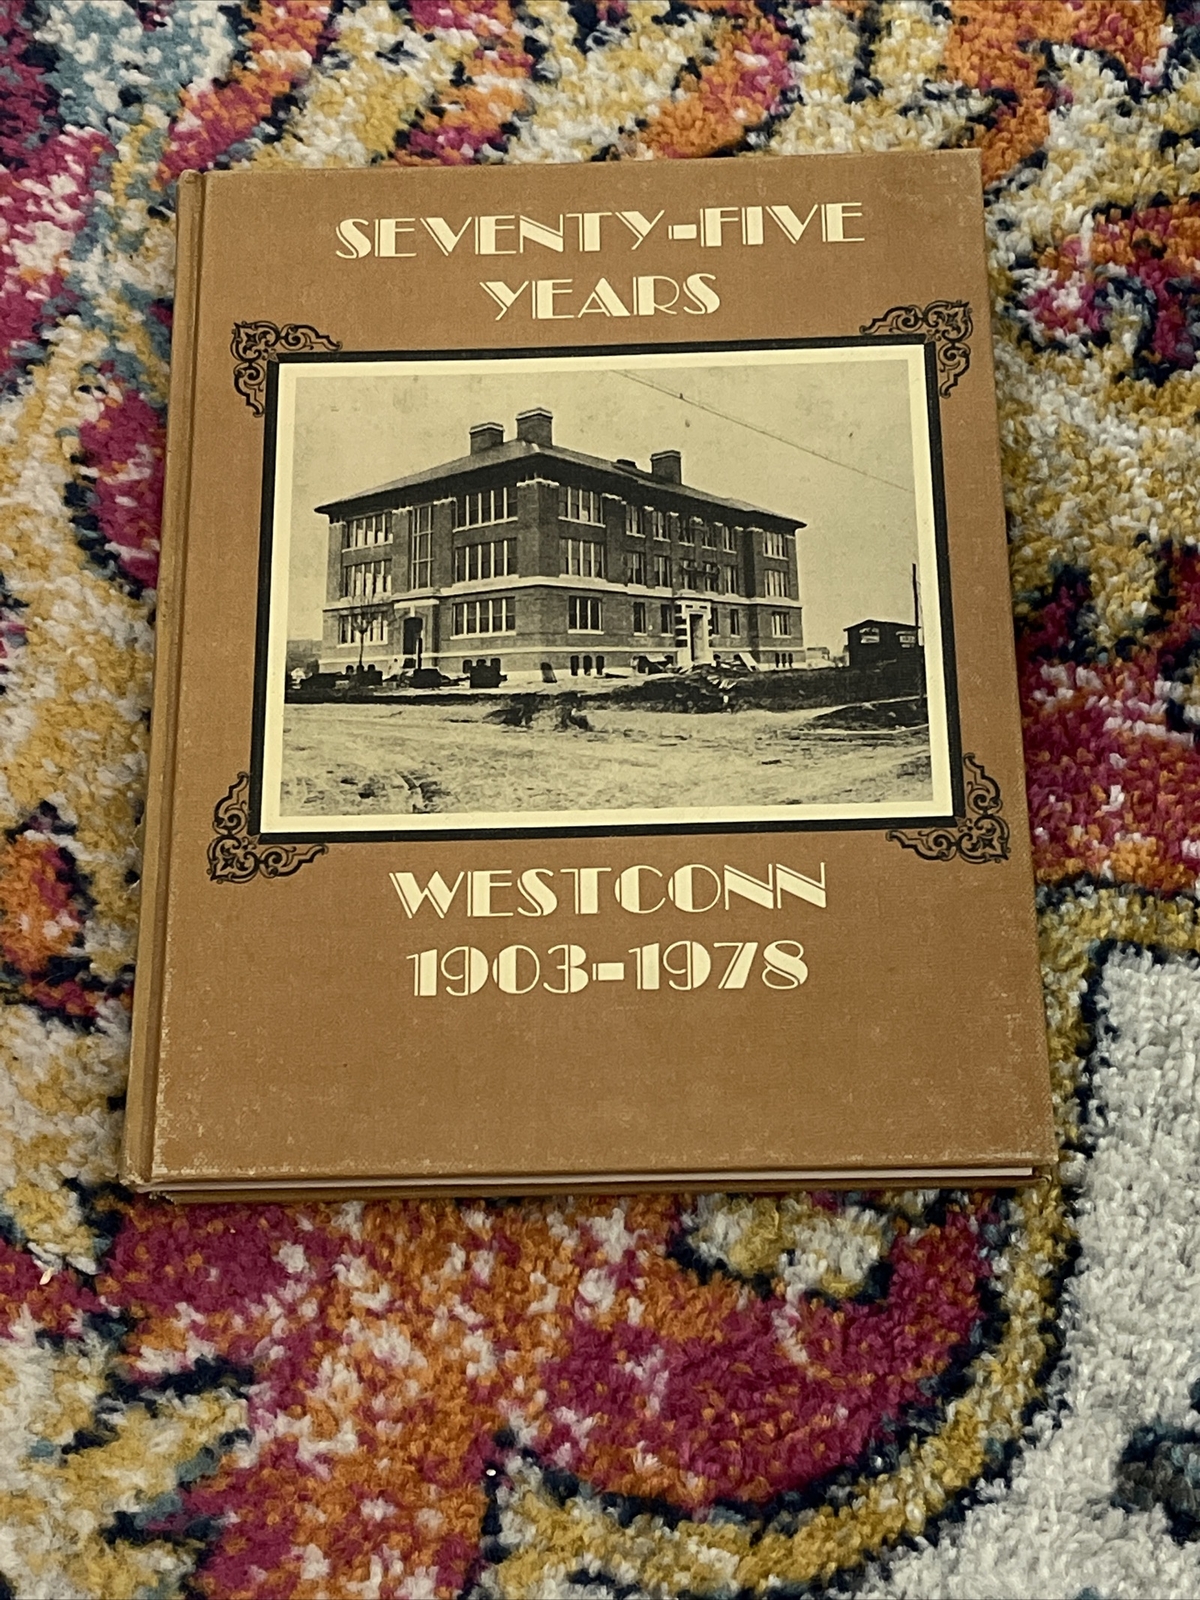 SEVENTY-FIVE
YEARS
WESTCONN
1903-1978